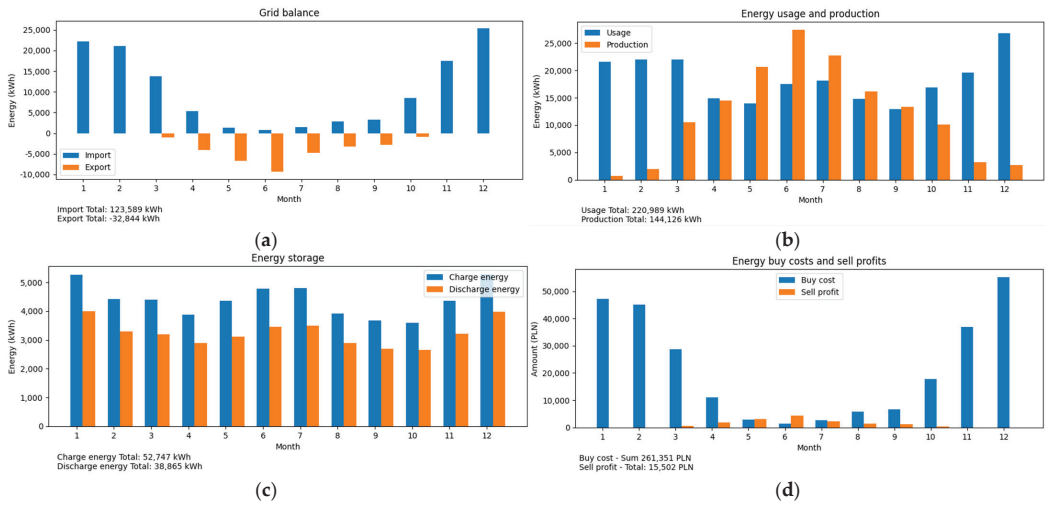 Grid balance
25,000
20,000
15,000
10,000
5,000
0
-5,000
-10,000
Energy (kWh)
Import
Export
1 2 3 4 5 6 7 8 9 10 11 12
Month
Import Total: 123,589 kWh
Export Total: -32,844 kWh
(a)
Energy usage and production
Usage
Production
25,000
20,000
15,000
10,000
5,000
0
Energy (kWh)
1 2 3 4 5 6 7 8 9 10 11 12
Month
Usage Total: 220,989 kWh
Production Total: 144,126 kWh
(b)
Energy storage
Charge energy
Discharge energy
5,000
4,000
3,000
2,000
1,000
0
Energy (kWh)
1 2 3 4 5 6 7 8 9 10 11 12
Month
Charge energy Total: 52,747 kWh
Discharge energy Total: 38,865 kWh
(c)
Energy buy costs and sell profits
Buy cost
Sell profit
50,000
40,000
30,000
20,000
10,000
0
Amount (PLN)
1 2 3 4 5 6 7 8 9 10 11 12
Month
Buy cost - Sum 261,351 PLN
Sell profit - Total: 15,502 PLN
(d)